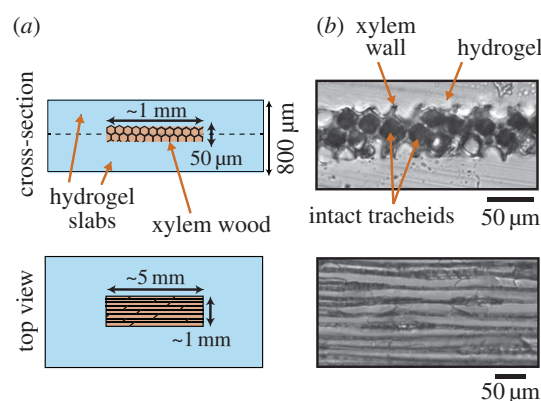 (a)
cross-section
~1 mm
50 µm
800 µm
hydrogel
slabs
xylem wood
top view
~5 mm
~1 mm
(b)
xylem
wall
hydrogel
intact tracheids
50 µm
50 µm